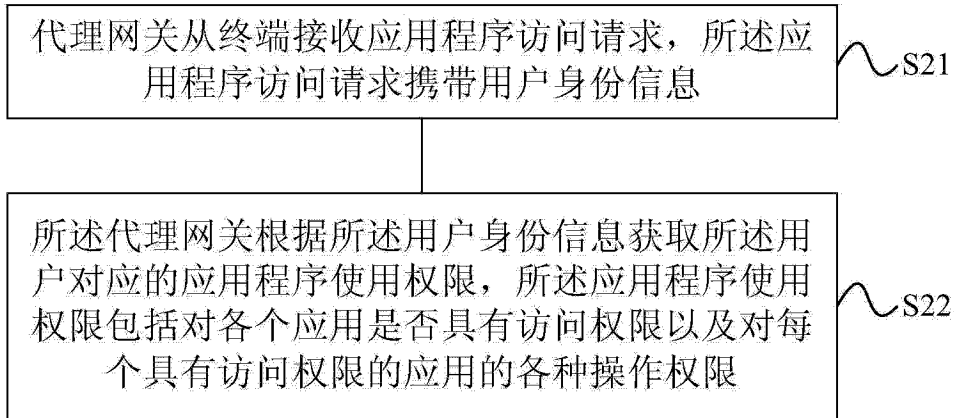 代理网关从终端接收应用程序访问请求，所述应
用程序访问请求携带用户身份信息
S21
所述代理网关根据所述用户身份信息获取所述用
户对应的应用程序使用权限，所述应用程序使用
权限包括对各个应用是否具有访问权限以及对每
个具有访问权限的应用的各种操作权限
S22